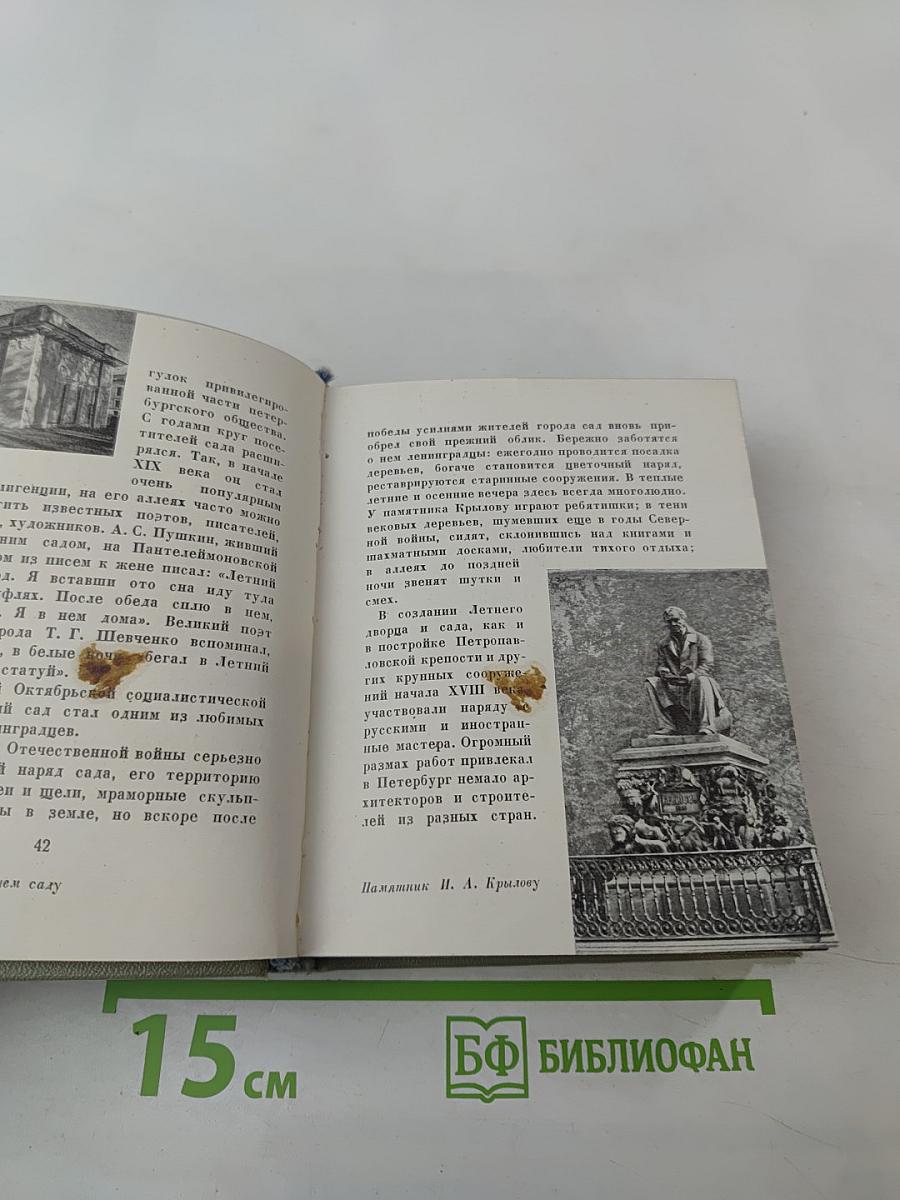 гулок привилегиро-
ванной части петер-
бургского общества.
С годами круг посе-
тителей сада расши-
рялся. Так, в начале
XIX века он стал
очень популярным
на его аллеях часто можно
известных поэтов, писателей,
художников. А. С. Пушкин, живший
садом, на Пантелеймоновской
из писем к жене писал: «Летний
Я вставши ото сна иду туда
После обеда сплю в нем,
Я в нем дома». Великий поэт
Т. Г. Шевченко вспоминал,
в белые ночи бегал в Летний
статуй».
Октябрьской социалистической
сад стал одним из любимых
Отечественной войны серьезно
наряд сада, его территорию
и щели, мраморные скульп-
в земле, но вскоре после
42
саду
победы усилиями жителей города сад вновь при-
обрел свой прежний облик. Бережно заботятся
о нем ленинградцы: ежегодно проводится посадка
деревьев, богаче становится цветочный наряд,
реставрируются старинные сооружения. В теплые
летние и осенние вечера здесь всегда многолюдно.
У памятника Крылову играют ребятишки; в тени
вековых деревьев, шумевших еще в годы Север-
ной войны, сидят, склонившись над книгами и
шахматными досками, любители тихого отдыха;
в аллеях до поздней
ночи звенят шутки и
смех.
В создании Летнего
дворца и сада, как и
в постройке Петропав-
ловской крепости и дру-
гих крупных сооруже-
ний начала XVIII века,
участвовали наряду с
русскими и иностран-
ные мастера. Огромный
размах работ привлекал
в Петербург немало ар-
хитекторов и строите-
лей из разных стран.
Памятник И. А. Крылову
15 см
БФ БИБЛИОФАН